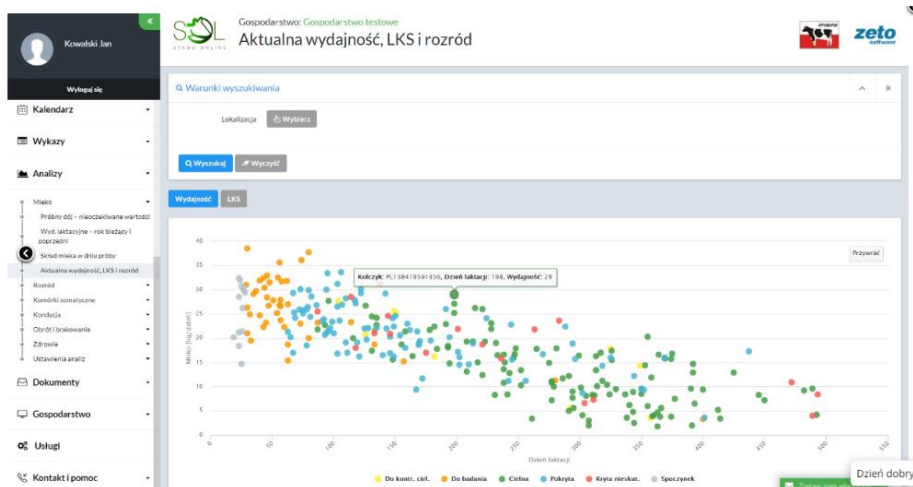 Kowalski Jan
Wyloguj się
Kalendarz
Wykazy
Analizy
Mleko
Próbny dój – nieoczekiwane wartości
Wyd. laktacyjne – rok bieżący i
poprzedni
Skład mleka w dniu próby
Aktualna wydajność, LKS i rozród
Rozród
Komórki somatyczne
Kondycja
Obrót i brakowanie
Zdrowie
Ustawienia analiz
Dokumenty
Gospodarstwo
Usługi
Kontakt i pomoc
SOL
STADO ONLINE
Gospodarstwo: Gospodarstwo testowe
Aktualna wydajność, LKS i rozród
zeto
software
Warunki wyszukiwania
Lokalizacja Wybierz
Wyszukaj Wyczyść
Wydajność LKS
Przywróć
Kolczyk: PL138419591356, Dzień laktacji: 198, Wydajność: 29
Mleko [kg/dzień]
40
35
30
25
20
15
10
5
0
0 50 100 150 200 250 300 350 400 450 500 550
Dzień laktacji
Do kontr. ciel. Do badania Cielna Pokryta Kryta nieskut. Spoczynek
Dzień dobry